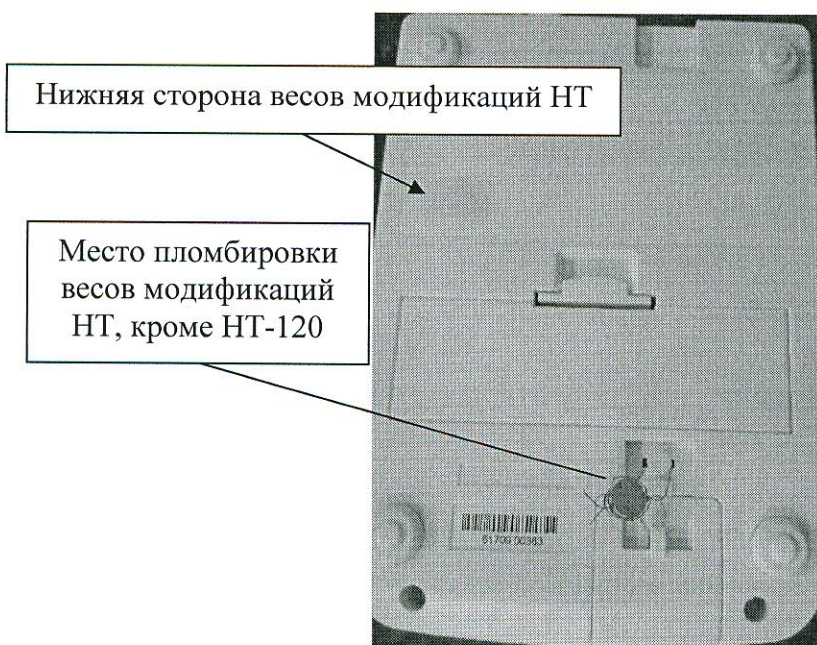 Нижняя сторона весов модификаций НТ
Место пломбировки
весов модификаций
НТ, кроме НТ-120